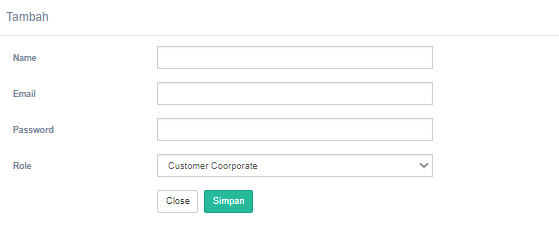 Tambah
Name
Email
Password
Role Customer Coorporate
Close Simpan